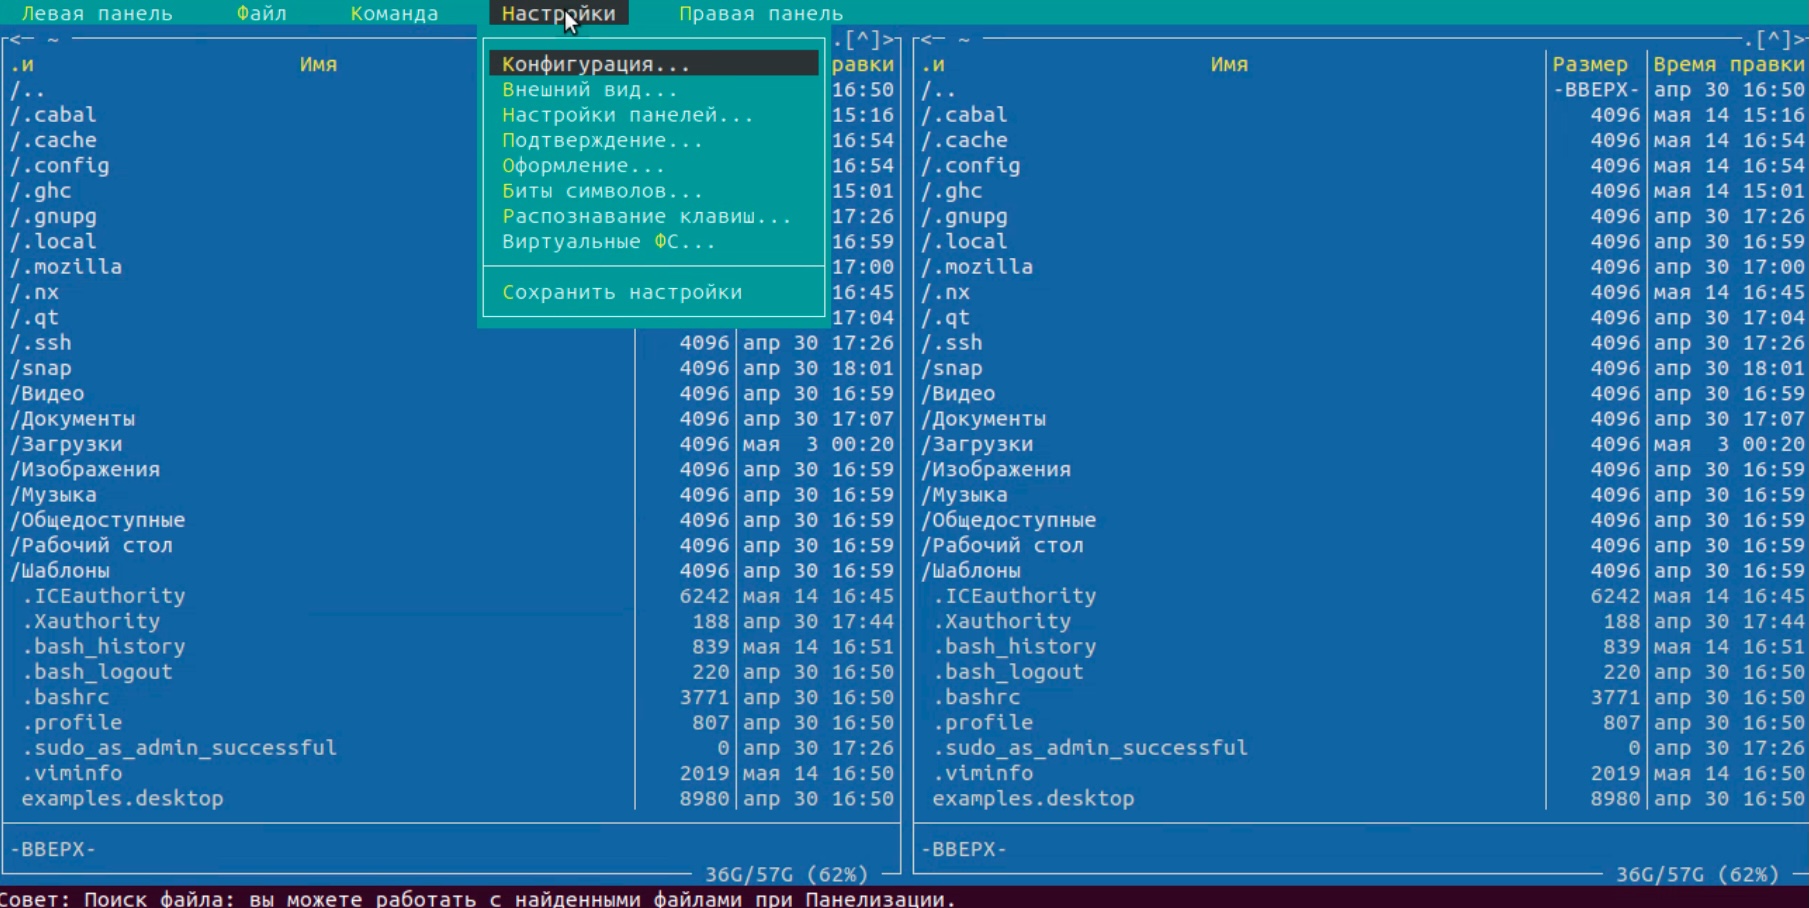 Левая панель Файл Команда Настройки Правая панель
<— ~ .[^]> <— ~ .[^]>
.и Имя Конфигурация... равки .и Имя Размер Время правки
/.. Внешний вид... 16:50 /.. -ВВЕРХ- апр 30 16:50
/.cabal Настройки панелей... 15:16 /.cabal 4096 мая 14 15:16
/.cache Подтверждение... 16:54 /.cache 4096 мая 14 16:54
/.config Оформление... 16:54 /.config 4096 мая 14 16:54
/.ghc Биты символов... 15:01 /.ghc 4096 мая 14 15:01
/.gnupg Распознавание клавиш... 17:26 /.gnupg 4096 апр 30 17:26
/.local Виртуальные ФС... 16:59 /.local 4096 апр 30 16:59
/.mozilla 17:00 /.mozilla 4096 апр 30 17:00
/.nx Сохранить настройки 16:45 /.nx 4096 мая 14 16:45
/.qt 17:04 /.qt 4096 апр 30 17:04
/.ssh 4096 апр 30 17:26 /.ssh 4096 апр 30 17:26
/snap 4096 апр 30 18:01 /snap 4096 апр 30 18:01
/Видео 4096 апр 30 16:59 /Видео 4096 апр 30 16:59
/Документы 4096 апр 30 17:07 /Документы 4096 апр 30 17:07
/Загрузки 4096 мая 3 00:20 /Загрузки 4096 мая 3 00:20
/Изображения 4096 апр 30 16:59 /Изображения 4096 апр 30 16:59
/Музыка 4096 апр 30 16:59 /Музыка 4096 апр 30 16:59
/Общедоступные 4096 апр 30 16:59 /Общедоступные 4096 апр 30 16:59
/Рабочий стол 4096 апр 30 16:59 /Рабочий стол 4096 апр 30 16:59
/Шаблоны 4096 апр 30 16:59 /Шаблоны 4096 апр 30 16:59
.ICEauthority 6242 мая 14 16:45 .ICEauthority 6242 мая 14 16:45
.Xauthority 188 апр 30 17:44 .Xauthority 188 апр 30 17:44
.bash_history 839 мая 14 16:51 .bash_history 839 мая 14 16:51
.bash_logout 220 апр 30 16:50 .bash_logout 220 апр 30 16:50
.bashrc 3771 апр 30 16:50 .bashrc 3771 апр 30 16:50
.profile 807 апр 30 16:50 .profile 807 апр 30 16:50
.sudo_as_admin_successful 0 апр 30 17:26 .sudo_as_admin_successful 0 апр 30 17:26
.viminfo 2019 мая 14 16:50 .viminfo 2019 мая 14 16:50
examples.desktop 8980 апр 30 16:50 examples.desktop 8980 апр 30 16:50
-ВВЕРХ- -ВВЕРХ-
36G/57G (62%) 36G/57G (62%)
Совет: Поиск файла: вы можете работать с найденными файлами при Панелизации.